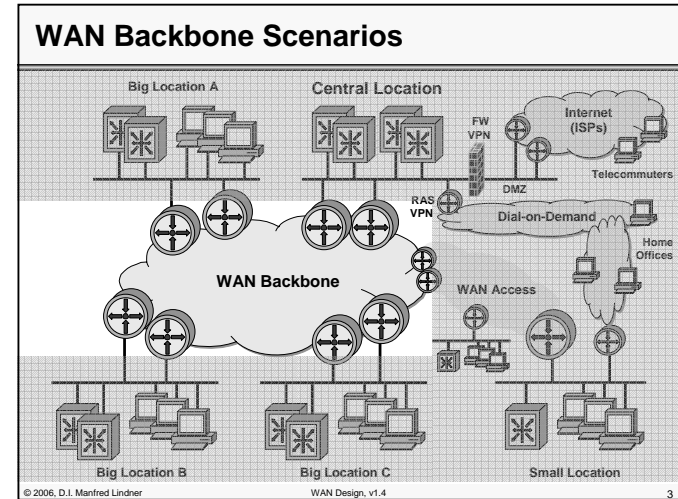 WAN Backbone Scenarios
Big Location A
Central Location
FW
VPN
Internet
(ISPs)
Telecommuters
DMZ
RAS
VPN
Dial-on-Demand
Home
Offices
WAN Backbone
WAN Access
Big Location B
Big Location C
Small Location
© 2006, D.I. Manfred Lindner
WAN Design, v1.4
3